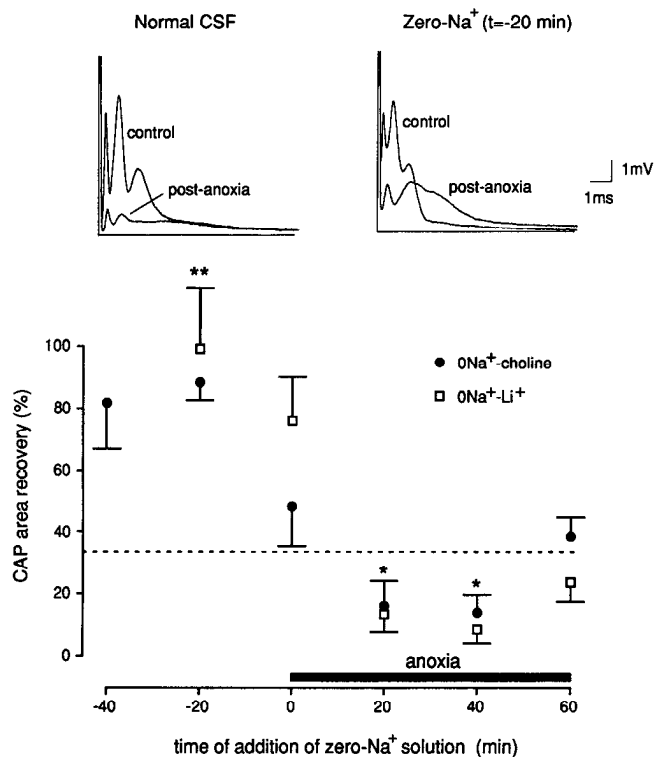 Normal CSF
Zero-Na⁺ (t=-20 min)
control
post-anoxia
control
post-anoxia
1mV
1ms
**
100
80
60
40
20
0
CAP area recovery (%)
0Na⁺-choline
0Na⁺-Li⁺
*
*
anoxia
-40
-20
0
20
40
60
time of addition of zero-Na⁺ solution (min)